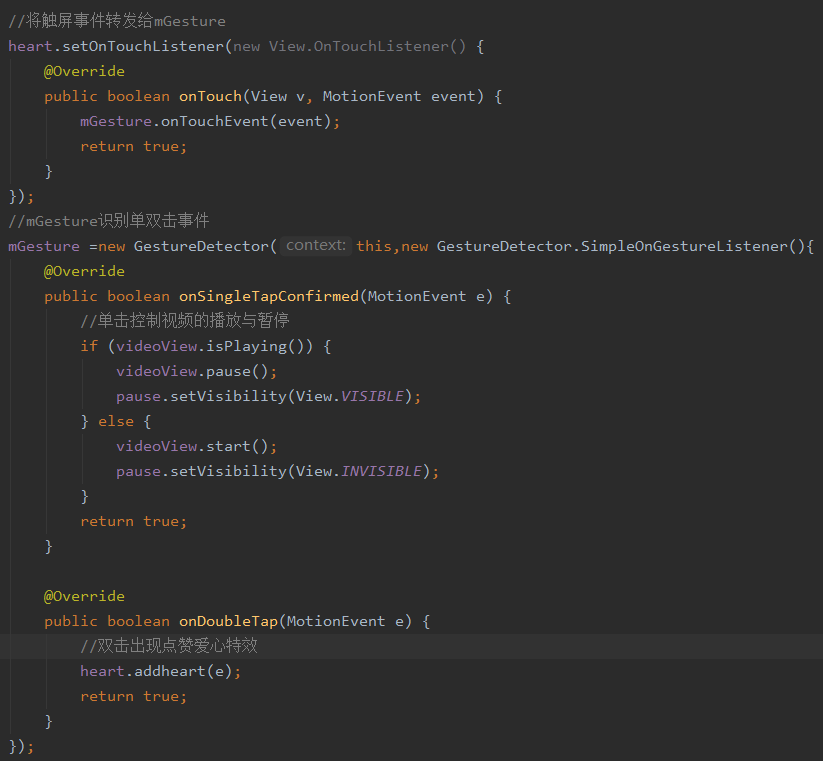 //将触屏事件转发给mGesture
heart.setOnTouchListener(new View.OnTouchListener() {
    @Override
    public boolean onTouch(View v, MotionEvent event) {
        mGesture.onTouchEvent(event);
        return true;
    }
});
//mGesture识别单双击事件
mGesture =new GestureDetector( context: this,new GestureDetector.SimpleOnGestureListener(){
    @Override
    public boolean onSingleTapConfirmed(MotionEvent e) {
        //单击控制视频的播放与暂停
        if (videoView.isPlaying()) {
            videoView.pause();
            pause.setVisibility(View.VISIBLE);
        } else {
            videoView.start();
            pause.setVisibility(View.INVISIBLE);
        }
        return true;
    }

    @Override
    public boolean onDoubleTap(MotionEvent e) {
        //双击出现点赞爱心特效
        heart.addheart(e);
        return true;
    }
});